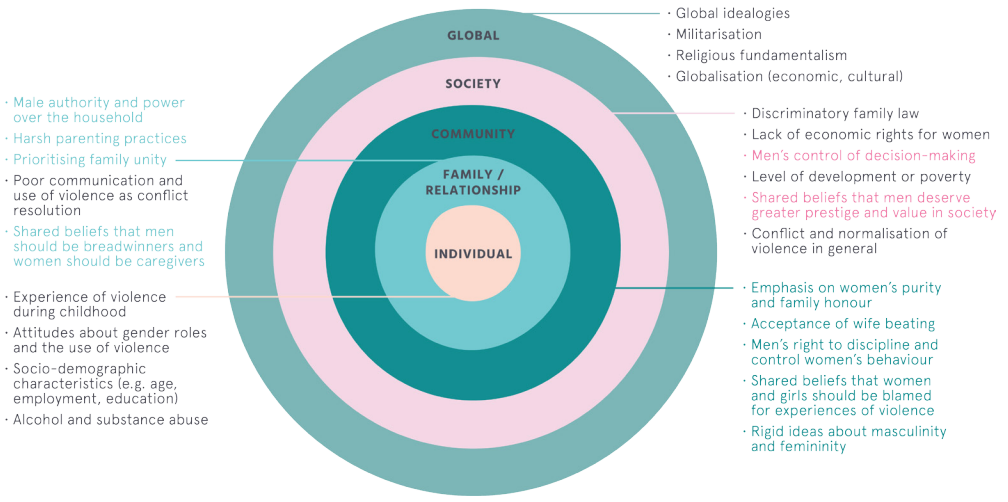 GLOBAL
SOCIETY
COMMUNITY
FAMILY /
RELATIONSHIP
INDIVIDUAL
· Global idealogies
· Militarisation
· Religious fundamentalism
· Globalisation (economic, cultural)
· Discriminatory family law
· Lack of economic rights for women
· Men's control of decision-making
· Level of development or poverty
· Shared beliefs that men deserve
greater prestige and value in society
· Conflict and normalisation of
violence in general
· Emphasis on women's purity
and family honour
· Acceptance of wife beating
· Men's right to discipline and
control women's behaviour
· Shared beliefs that women
and girls should be blamed
for experiences of violence
· Rigid ideas about masculinity
and femininity
· Male authority and power
over the household
· Harsh parenting practices
· Prioritising family unity
· Poor communication and
use of violence as conflict
resolution
· Shared beliefs that men
should be breadwinners and
women should be caregivers
· Experience of violence
during childhood
· Attitudes about gender roles
and the use of violence
· Socio-demographic
characteristics (e.g. age,
employment, education)
· Alcohol and substance abuse